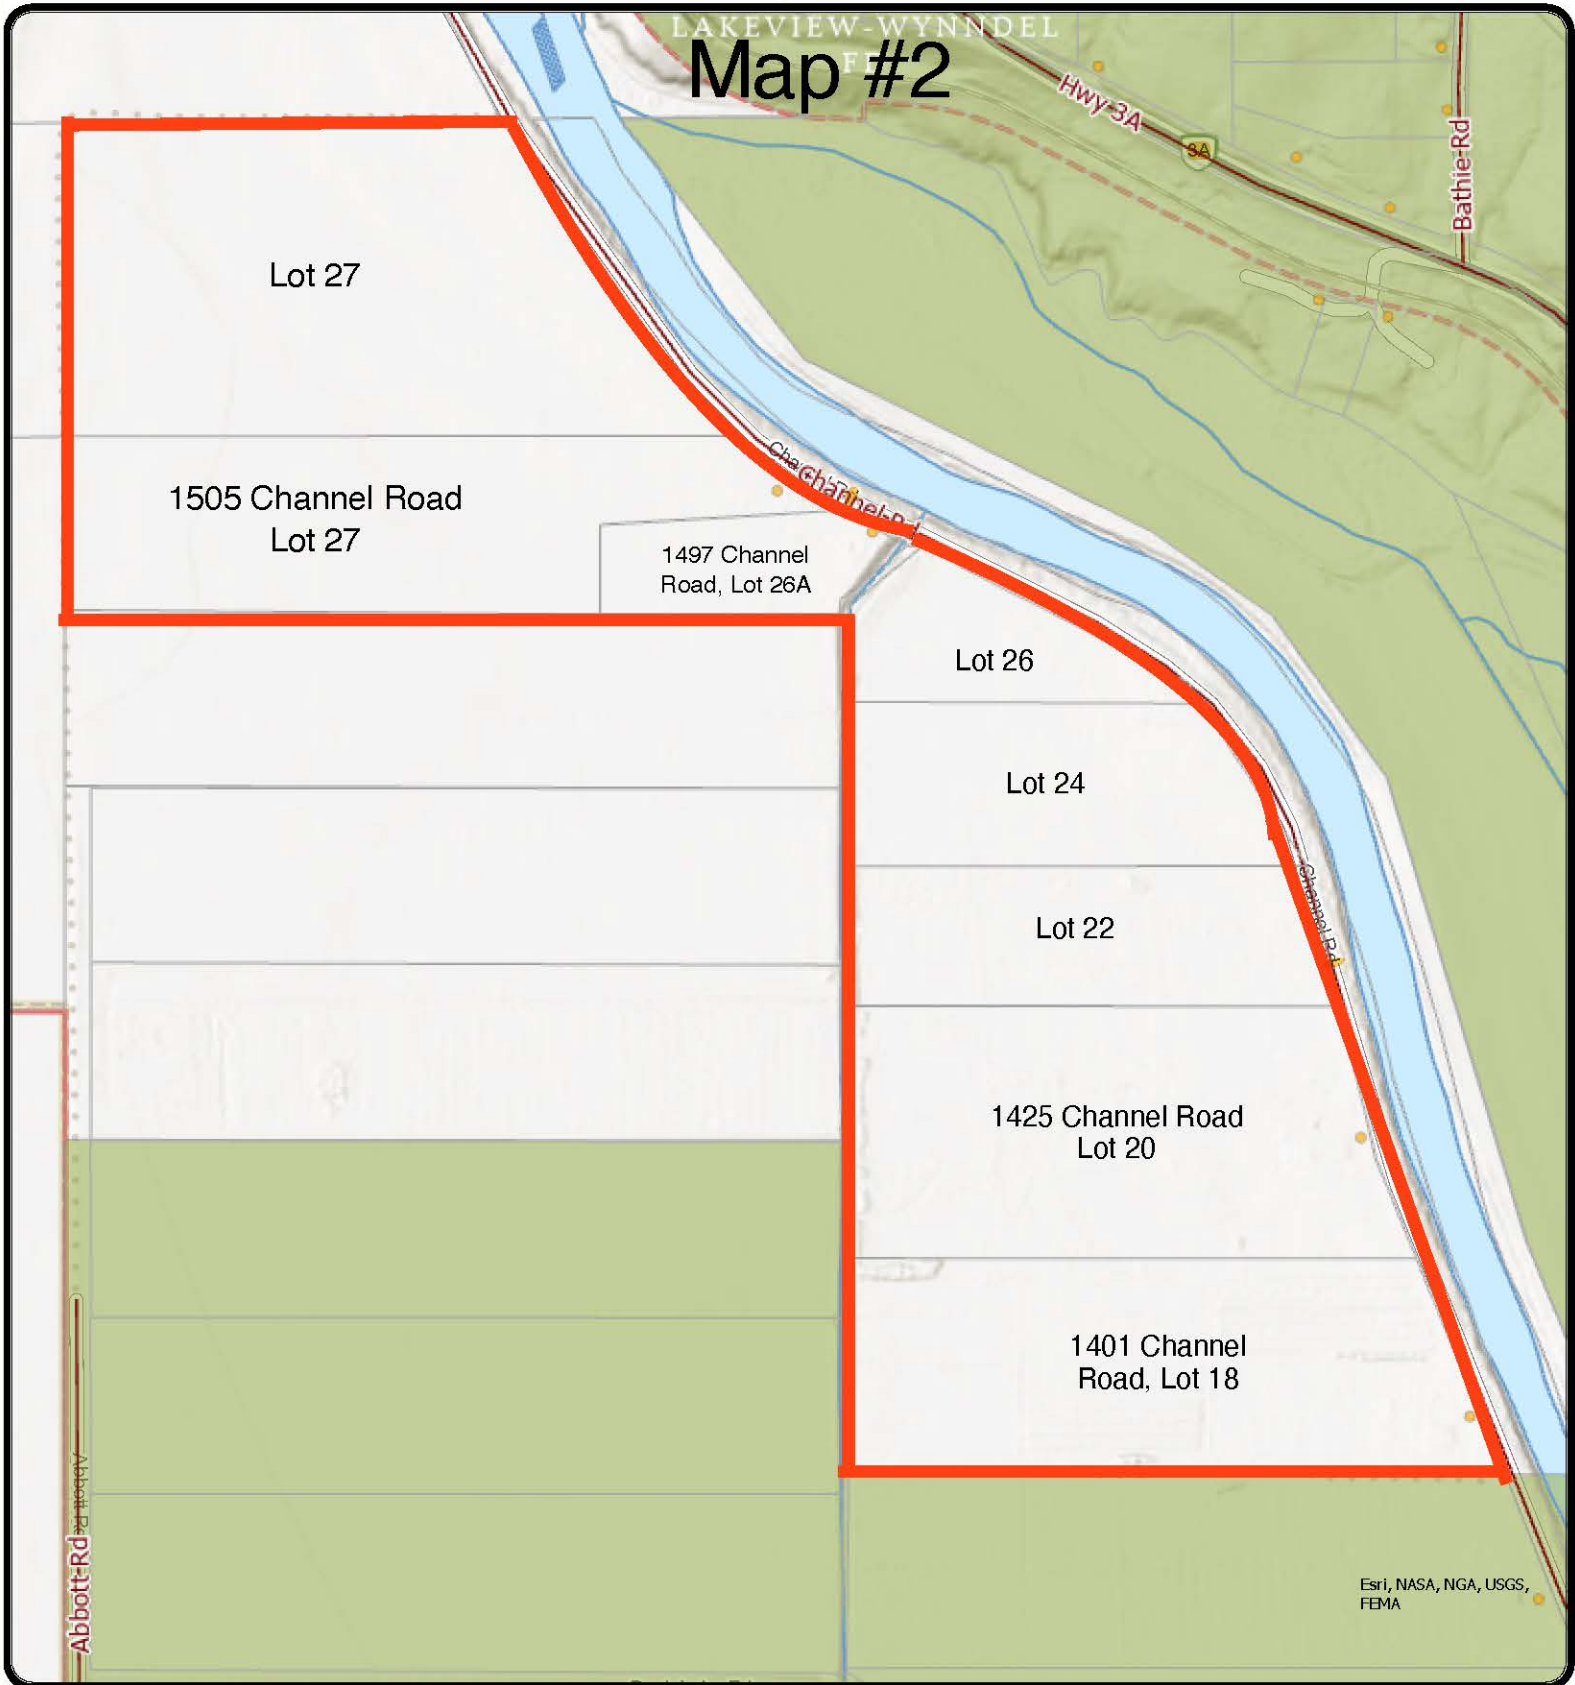 LAKEVIEW-WYNNDEL
Map #2
Hwy-3A
3A
Bathie-Rd
Lot 27
1505 Channel Road
Lot 27
Channel-Rd
1497 Channel
Road, Lot 26A
Lot 26
Lot 24
Channel Rd
Lot 22
1425 Channel Road
Lot 20
1401 Channel
Road, Lot 18
Abbott Rd
Abbott-Rd
Esri, NASA, NGA, USGS,
FEMA